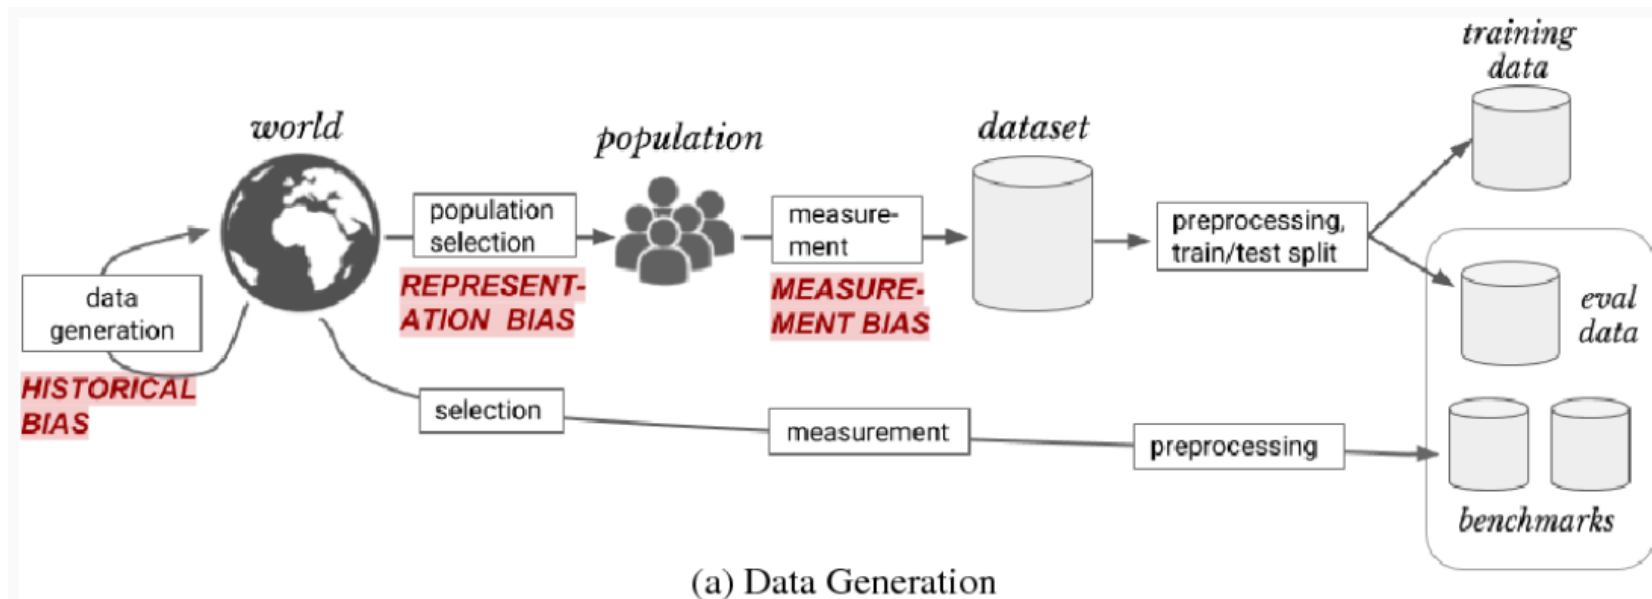 training
data
world
population
dataset
population
selection
measure-
ment
preprocessing,
train/test split
REPRESENT-
ATION BIAS
MEASURE-
MENT BIAS
data
generation
eval
data
HISTORICAL
BIAS
selection
measurement
preprocessing
benchmarks
(a) Data Generation